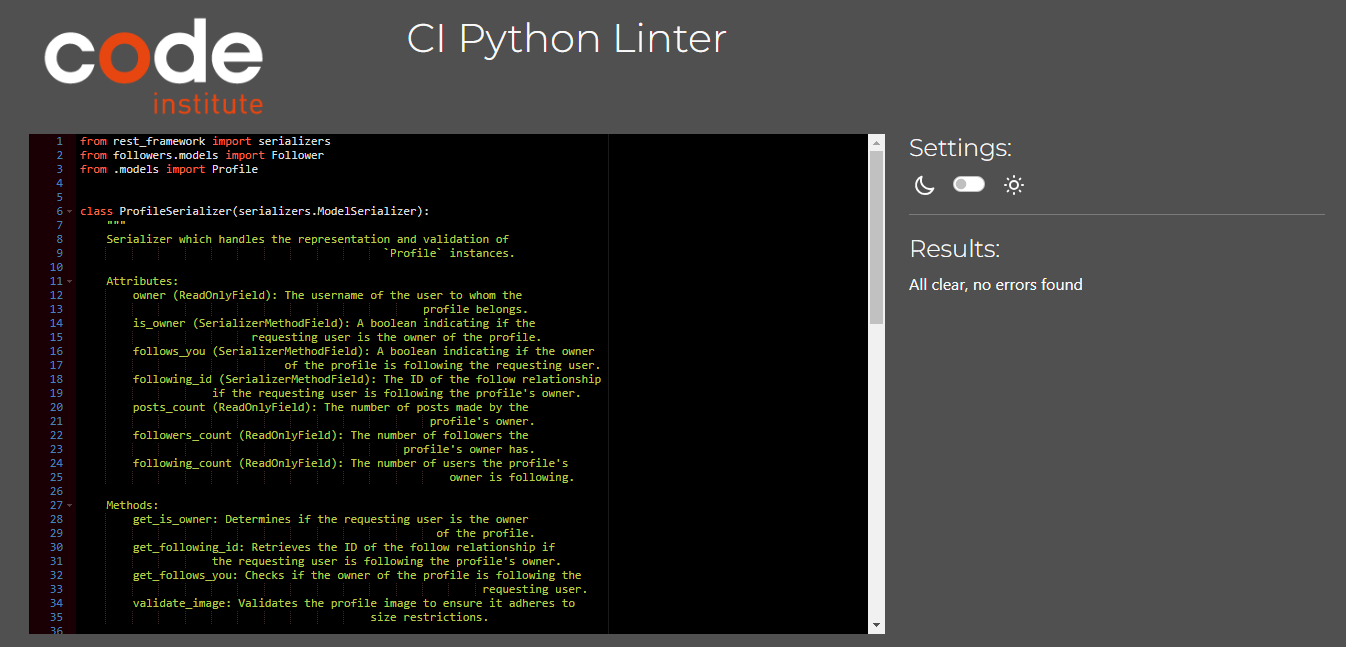 code
institute
CI Python Linter
1 from rest_framework import serializers
2 from followers.models import Follower
3 from .models import Profile
4
5
6 class ProfileSerializer(serializers.ModelSerializer):
7 """
8 Serializer which handles the representation and validation of
9 `Profile` instances.
10
11 Attributes:
12 owner (ReadOnlyField): The username of the user to whom the
13 profile belongs.
14 is_owner (SerializerMethodField): A boolean indicating if the
15 requesting user is the owner of the profile.
16 follows_you (SerializerMethodField): A boolean indicating if the owner
17 of the profile is following the requesting user.
18 following_id (SerializerMethodField): The ID of the follow relationship
19 if the requesting user is following the profile's owner.
20 posts_count (ReadOnlyField): The number of posts made by the
21 profile's owner.
22 followers_count (ReadOnlyField): The number of followers the
23 profile's owner has.
24 following_count (ReadOnlyField): The number of users the profile's
25 owner is following.
26
27 Methods:
28 get_is_owner: Determines if the requesting user is the owner
29 of the profile.
30 get_following_id: Retrieves the ID of the follow relationship if
31 the requesting user is following the profile's owner.
32 get_follows_you: Checks if the owner of the profile is following the
33 requesting user.
34 validate_image: Validates the profile image to ensure it adheres to
35 size restrictions.
36
Settings:
Results:
All clear, no errors found